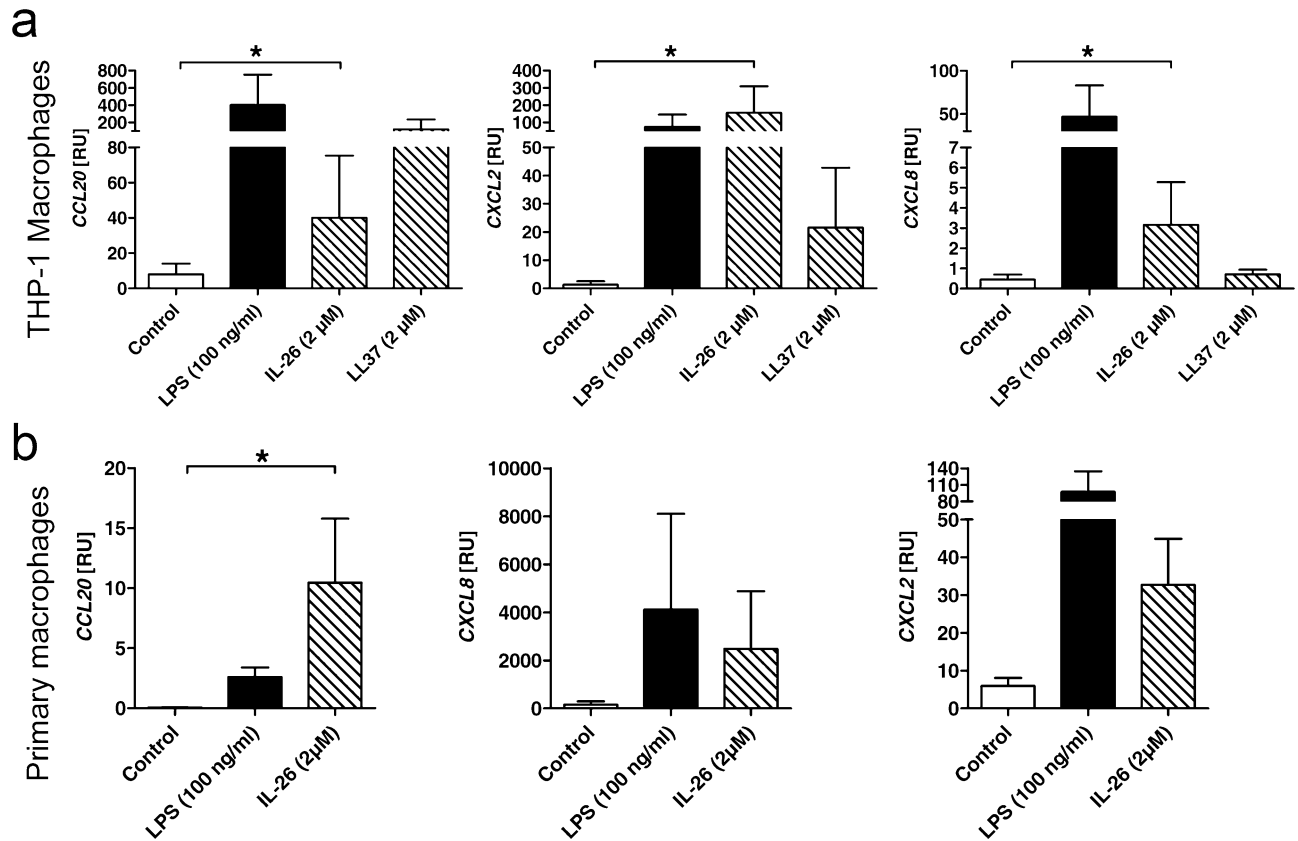 a
THP-1 Macrophages
*
CCL20 [RU]
800
600
400
200
80
60
40
20
0
Control
LPS (100 ng/ml)
IL-26 (2 µM)
LL37 (2 µM)
*
CXCL2 [RU]
400
300
200
100
50
40
30
20
10
0
Control
LPS (100 ng/ml)
IL-26 (2 µM)
LL37 (2 µM)
*
CXCL8 [RU]
100
50
7
6
5
4
3
2
1
0
Control
LPS (100 ng/ml)
IL-26 (2 µM)
LL37 (2 µM)
b
Primary macrophages
*
CCL20 [RU]
20
15
10
5
0
Control
LPS (100 ng/ml)
IL-26 (2µM)
CXCL8 [RU]
10000
8000
6000
4000
2000
0
Control
LPS (100 ng/ml)
IL-26 (2µM)
CXCL2 [RU]
140
110
80
50
40
30
20
10
0
Control
LPS (100 ng/ml)
IL-26 (2µM)